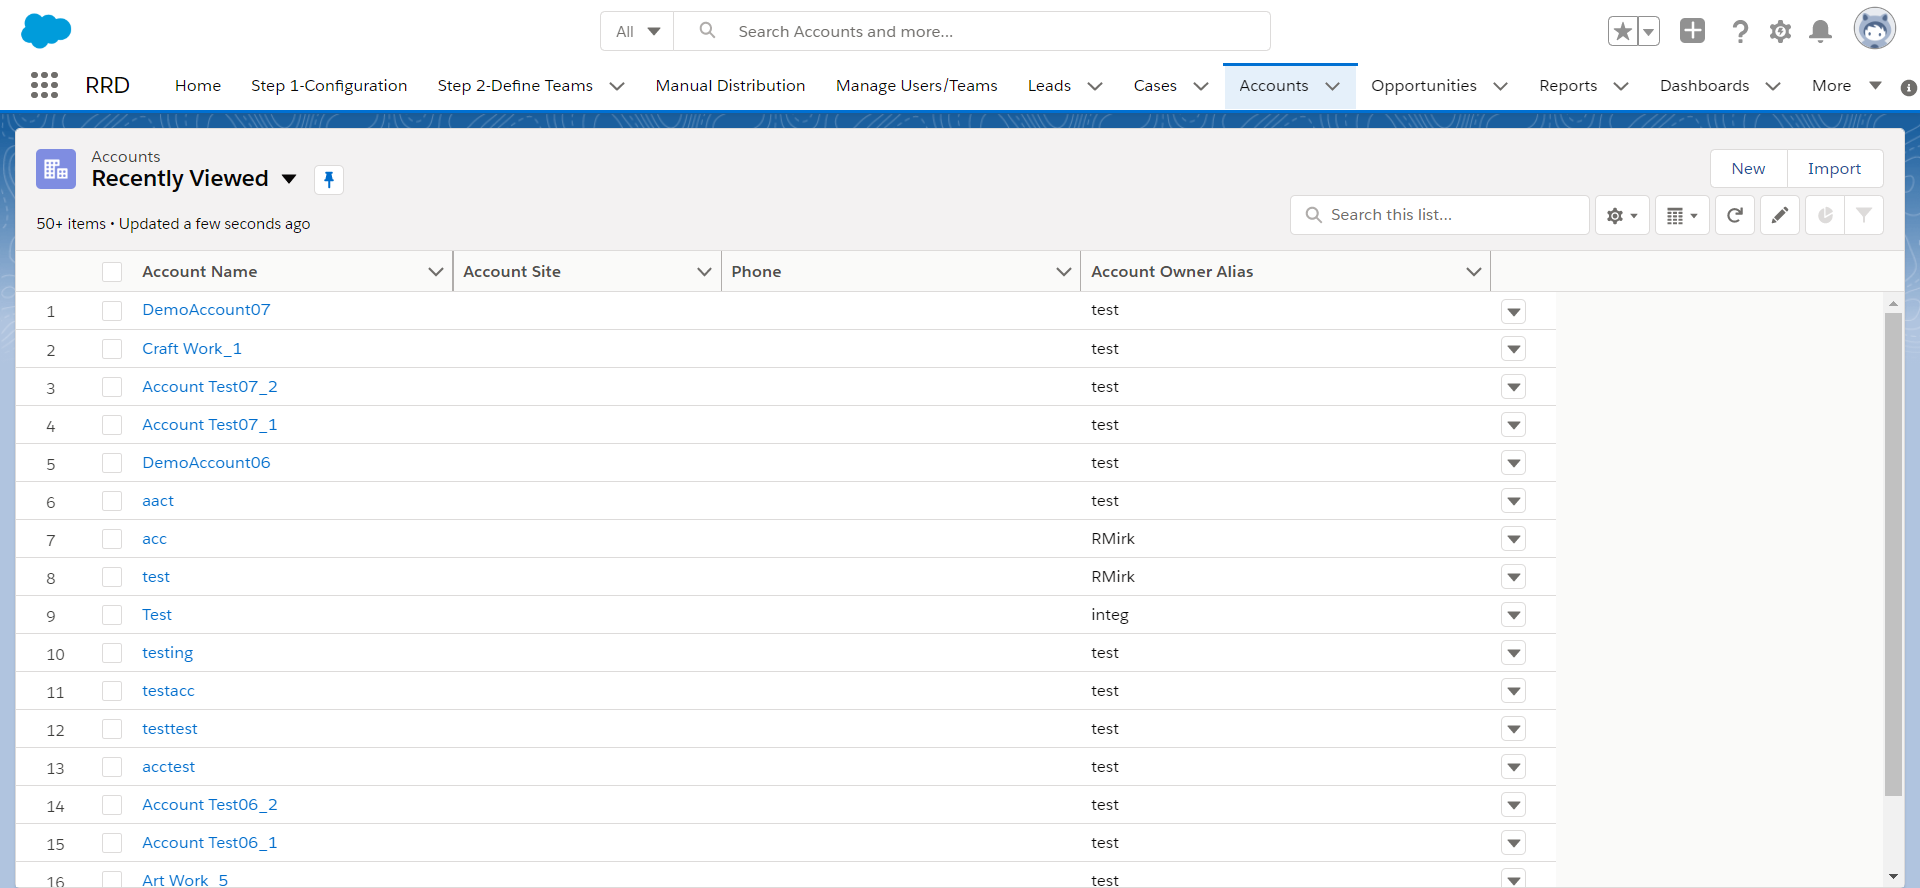 All
Search Accounts and more...
RRD
Home
Step 1-Configuration
Step 2-Define Teams
Manual Distribution
Manage Users/Teams
Leads
Cases
Accounts
Opportunities
Reports
Dashboards
More
Accounts
Recently Viewed
New
Import
50+ items • Updated a few seconds ago
Search this list...
Account Name
Account Site
Phone
Account Owner Alias
1 DemoAccount07 test
2 Craft Work_1 test
3 Account Test07_2 test
4 Account Test07_1 test
5 DemoAccount06 test
6 aact test
7 acc RMirk
8 test RMirk
9 Test integ
10 testing test
11 testacc test
12 testtest test
13 acctest test
14 Account Test06_2 test
15 Account Test06_1 test
16 Art Work_5 test